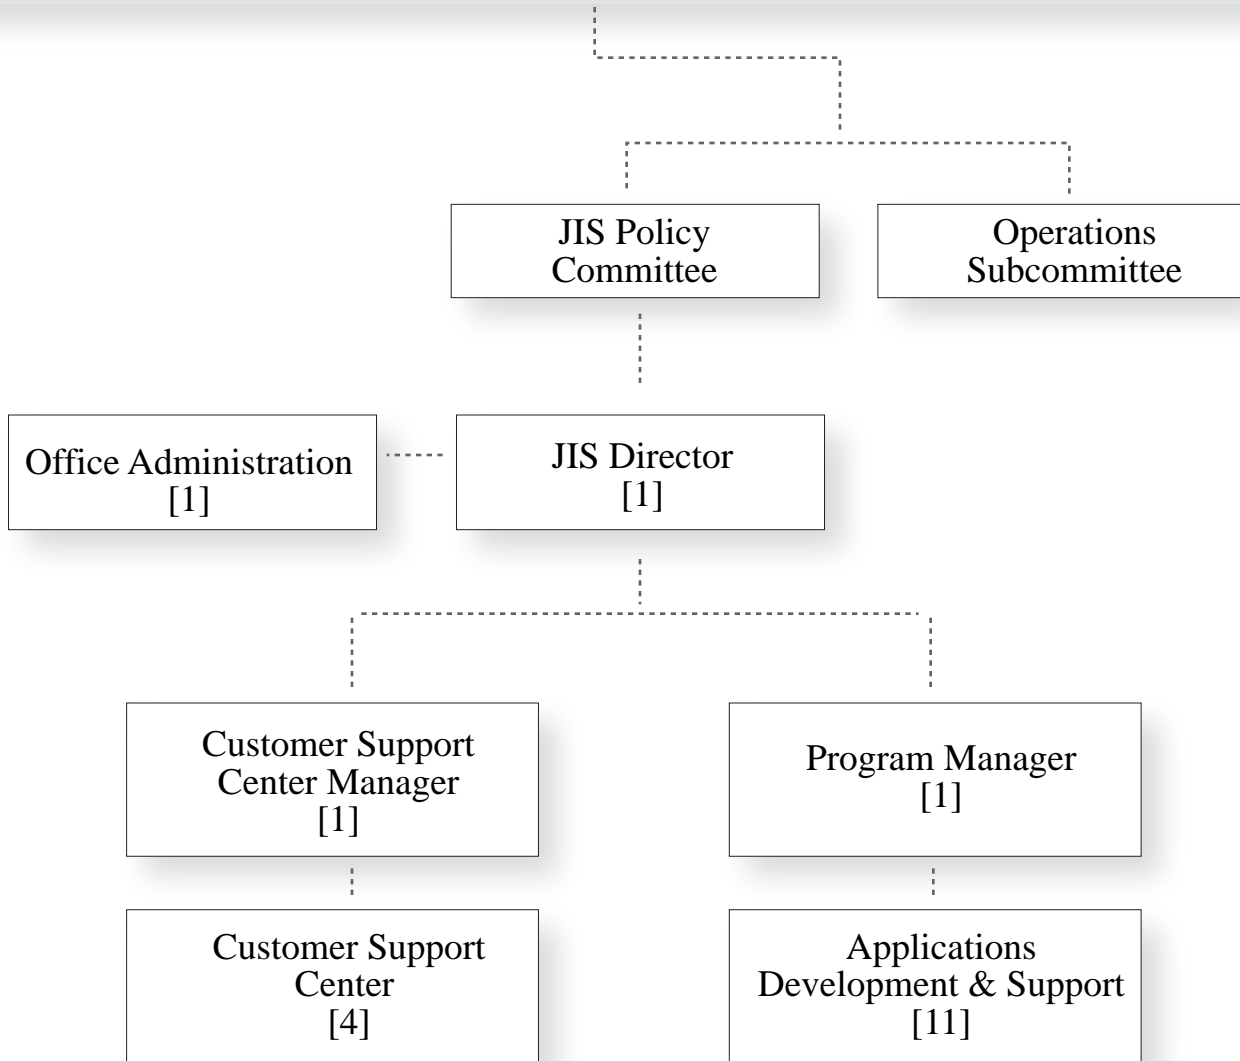 JIS Policy
Committee
Operations
Subcommittee
Office Administration
[1]
JIS Director
[1]
Customer Support
Center Manager
[1]
Program Manager
[1]
Customer Support
Center
[4]
Applications
Development & Support
[11]